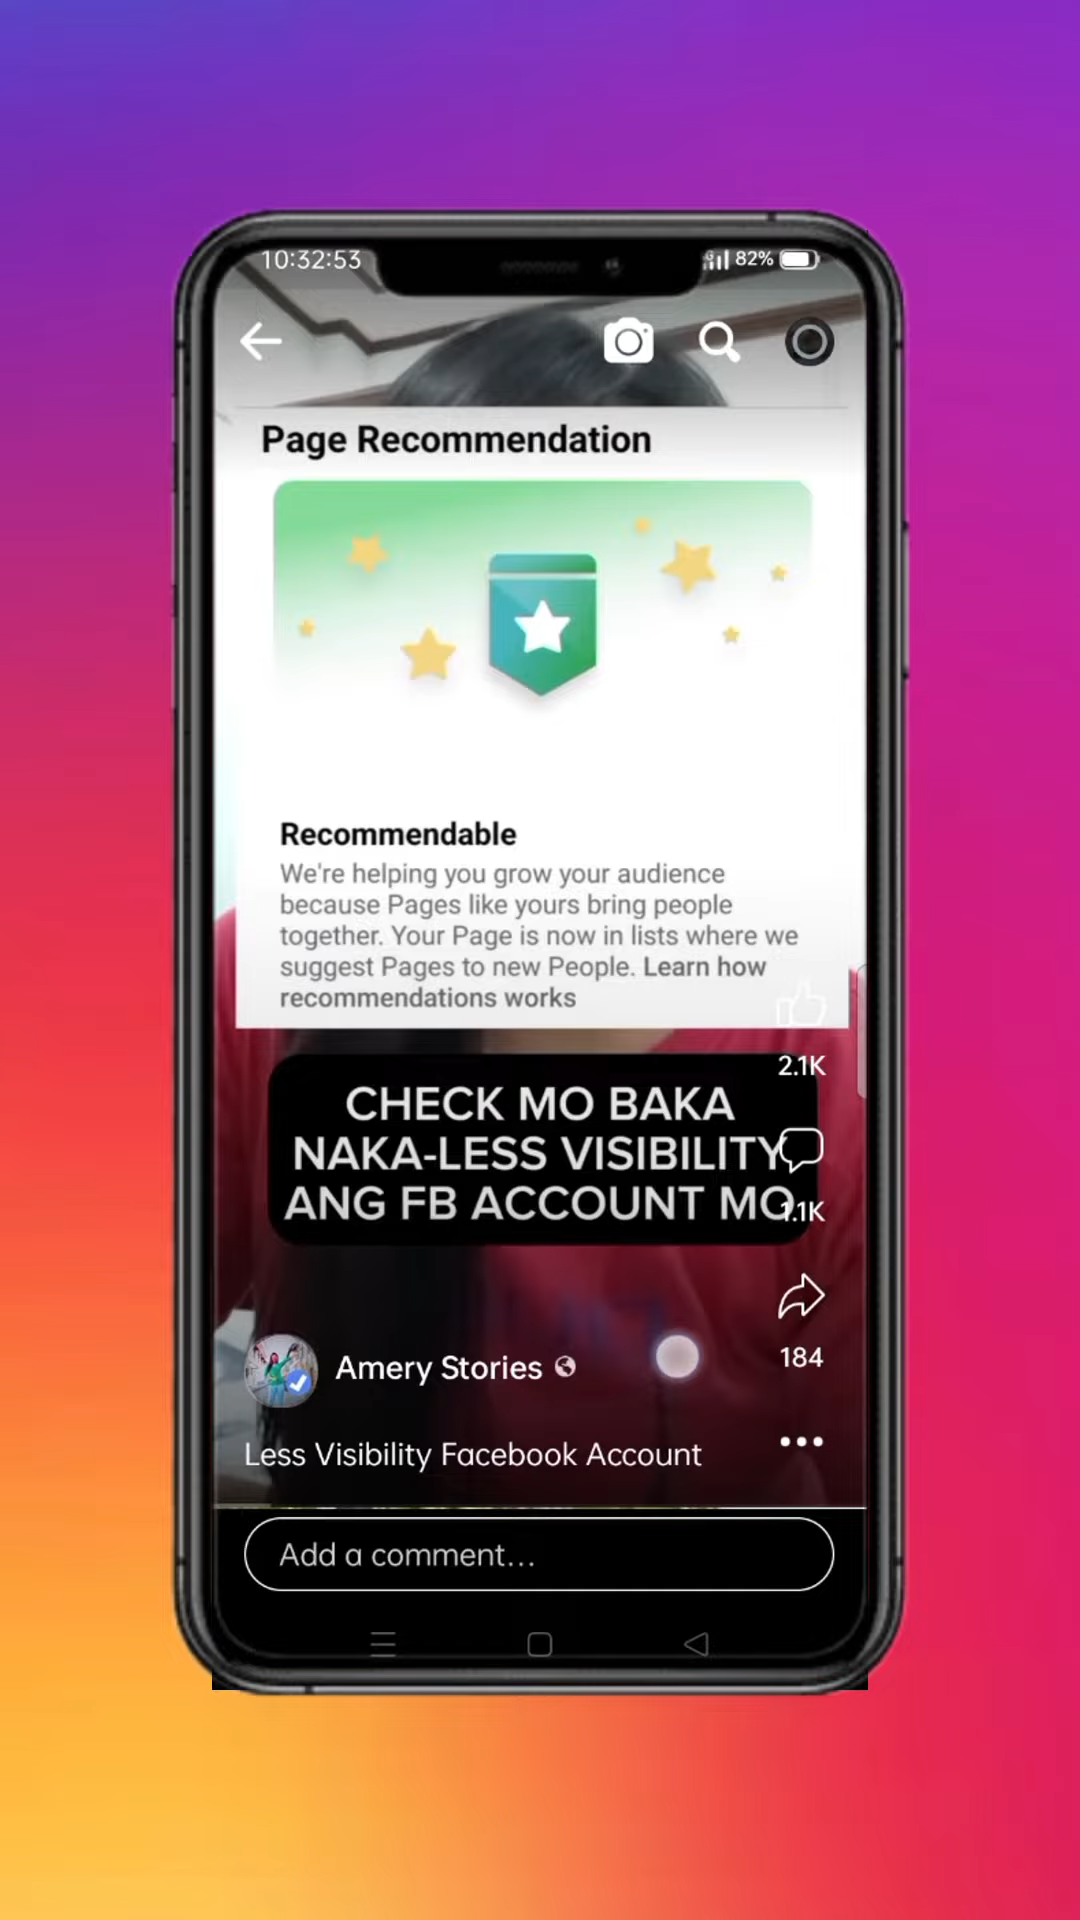 10:32:53
82%
Page Recommendation
Recommendable
We're helping you grow your audience
because Pages like yours bring people
together. Your Page is now in lists where we
suggest Pages to new People. Learn how
recommendations works
2.1K
CHECK MO BAKA
NAKA-LESS VISIBILITY
ANG FB ACCOUNT MO
1.1K
184
Amery Stories
Less Visibility Facebook Account
Add a comment...